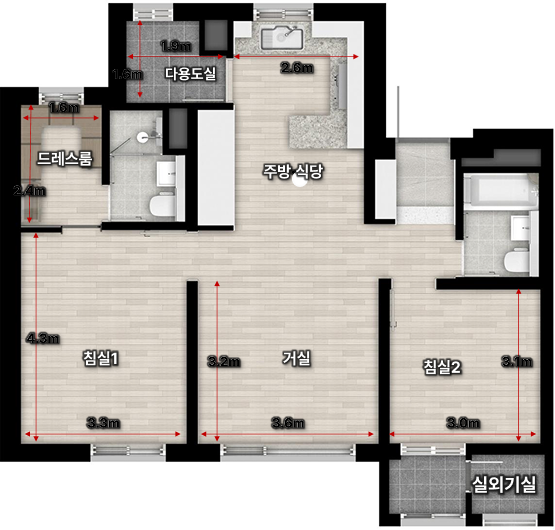 1.9m
1.6m
다용도실
2.6m
1.6m
드레스룸
2.4m
주방 식당
4.3m
침실1
3.3m
3.2m
거실
3.6m
3.1m
침실2
3.0m
실외기실